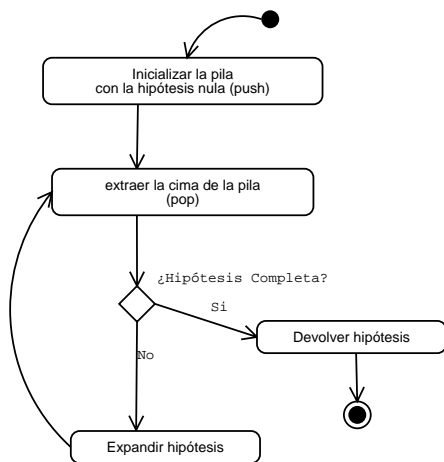 Inicializar la pila
con la hipótesis nula (push)
extraer la cima de la pila
(pop)
¿Hipótesis Completa?
Si
Devolver hipótesis
No
Expandir hipótesis